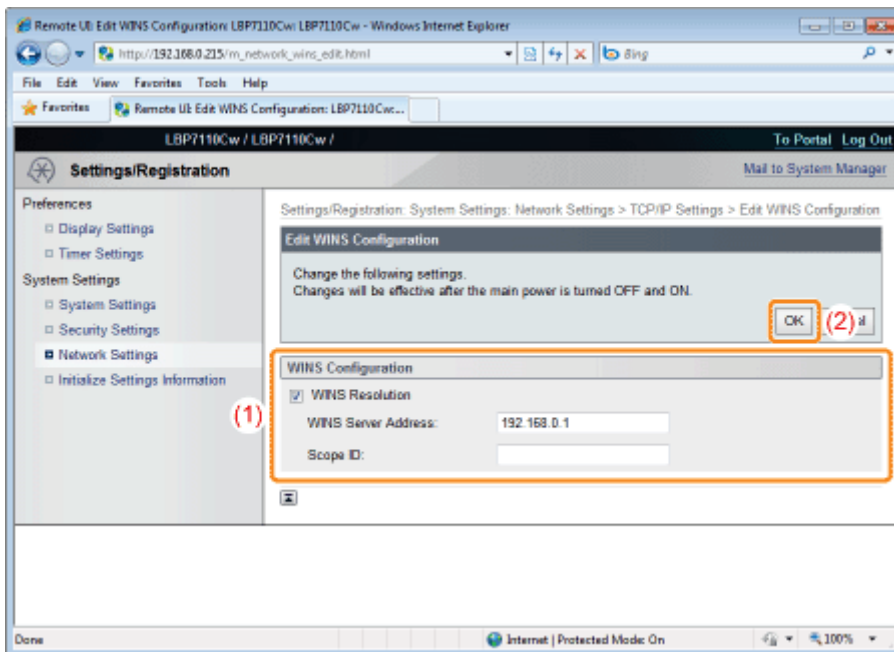 Remote UI: Edit WINS Configuration: LBP7110Cw: LBP7110Cw - Windows Internet Explorer
http://192.168.0.215/m_network_wins_edit.html
Bing
File Edit View Favorites Tools Help
Favorites
Remote UI: Edit WINS Configuration: LBP7110Cw:...
LBP7110Cw / LBP7110Cw /
To Portal Log Out
Settings/Registration
Mail to System Manager
Preferences
Display Settings
Timer Settings
System Settings
System Settings
Security Settings
Network Settings
Initialize Settings Information
Settings/Registration: System Settings: Network Settings > TCP/IP Settings > Edit WINS Configuration
Edit WINS Configuration
Change the following settings.
Changes will be effective after the main power is turned OFF and ON.
OK
(2)
(1)
WINS Configuration
WINS Resolution
WINS Server Address: 192.168.0.1
Scope ID:
Done
Internet | Protected Mode: On
100%